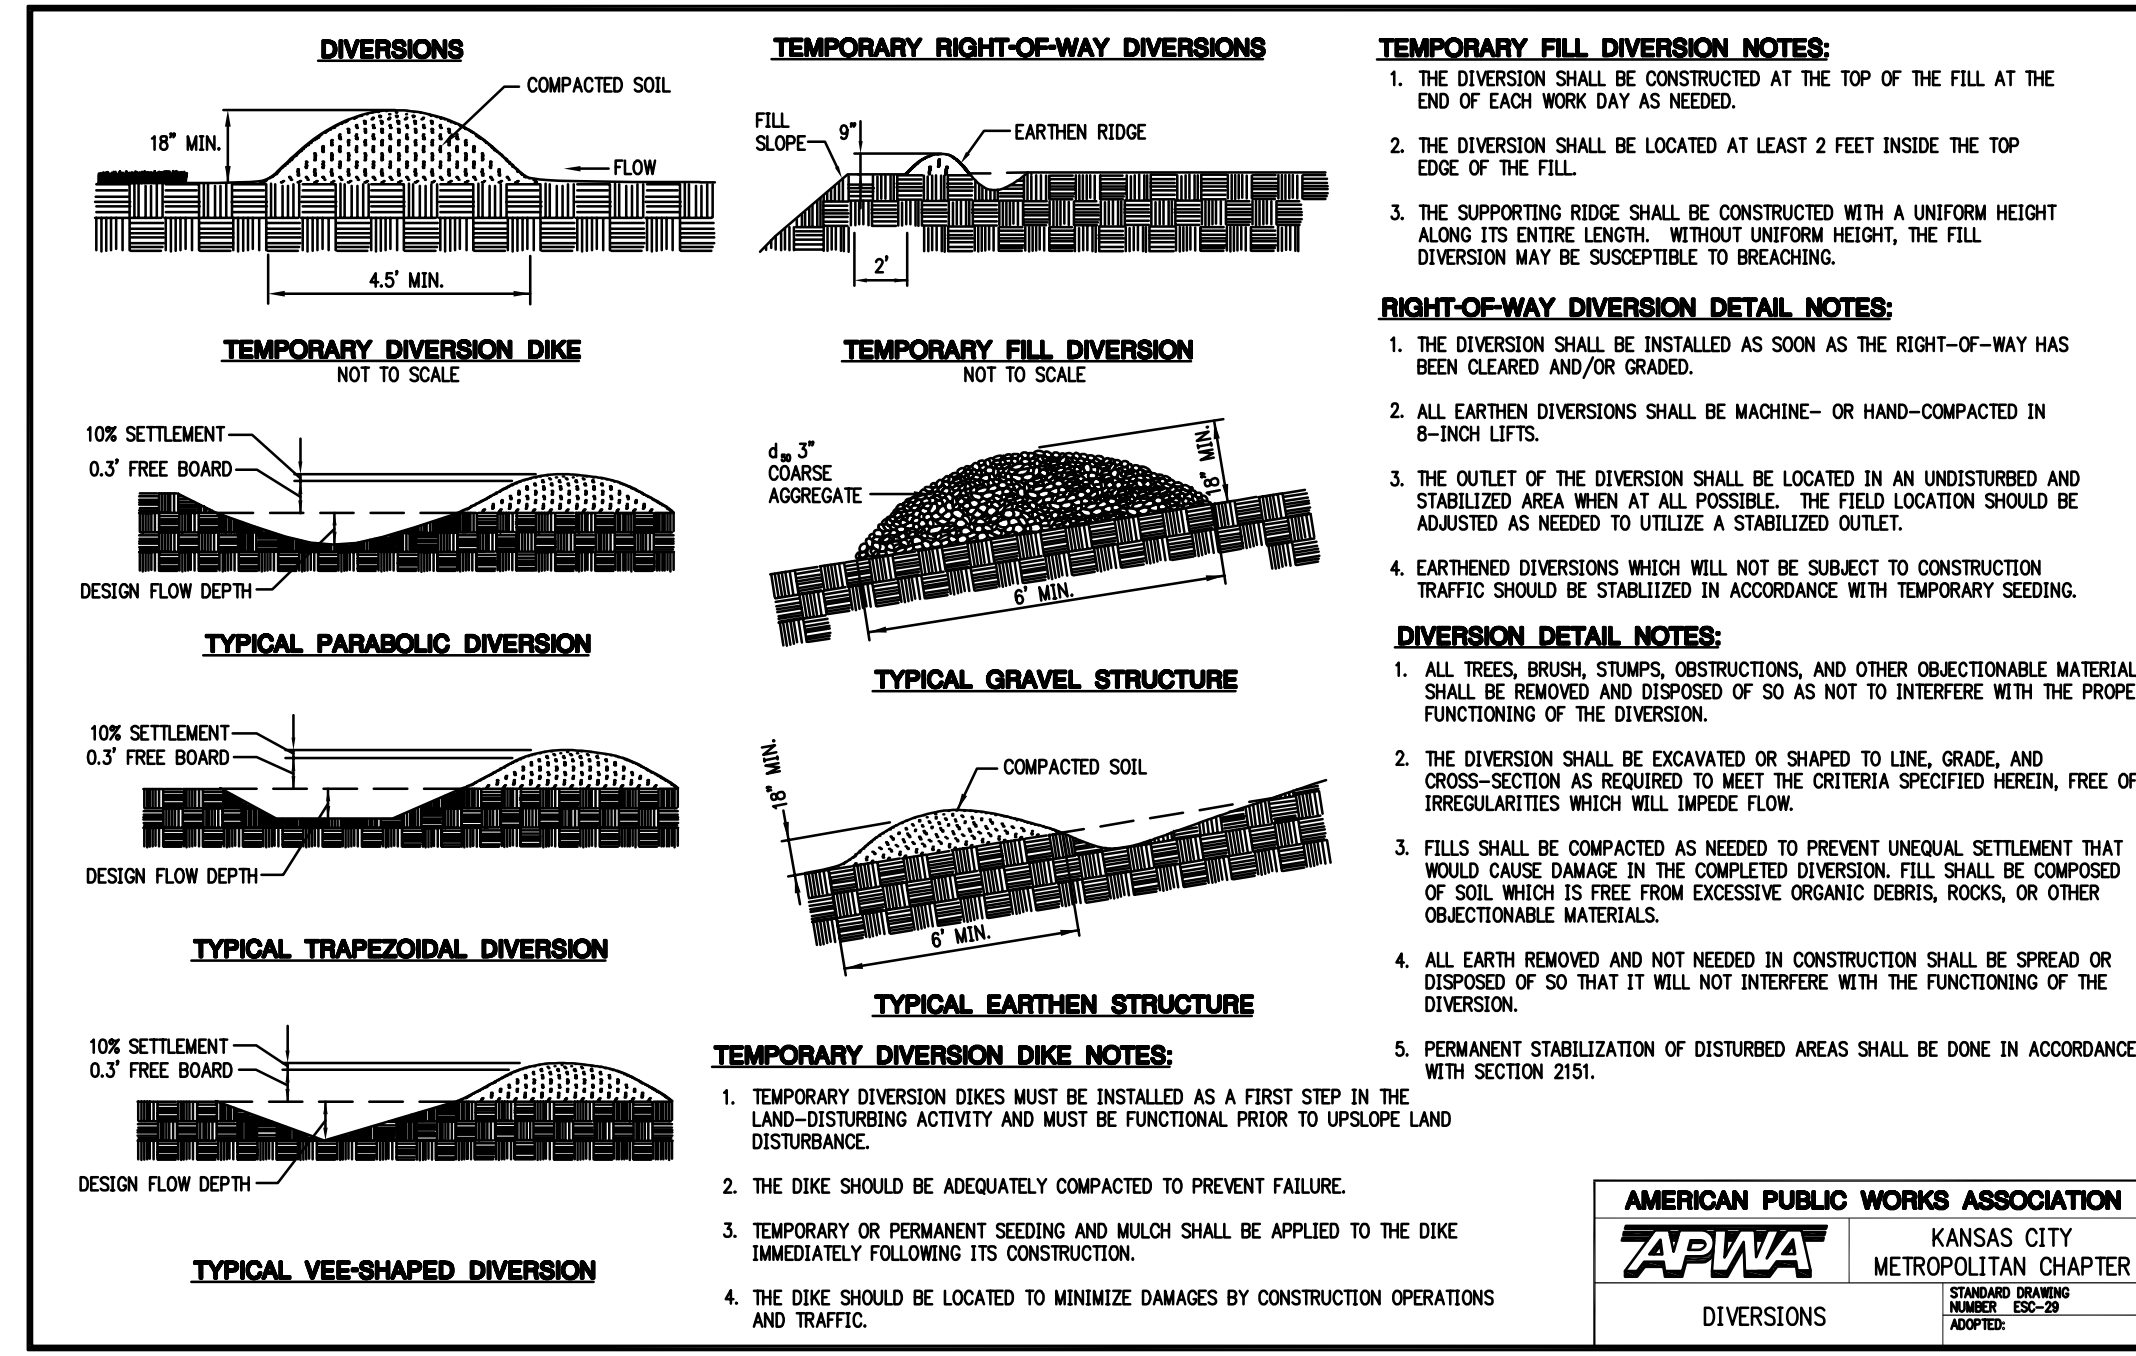 DIVERSIONS
COMPACTED SOIL
18" MIN.
FLOW
4.5' MIN.
TEMPORARY DIVERSION DIKE
NOT TO SCALE
10% SETTLEMENT
0.3' FREE BOARD
DESIGN FLOW DEPTH
TYPICAL PARABOLIC DIVERSION
10% SETTLEMENT
0.3' FREE BOARD
DESIGN FLOW DEPTH
TYPICAL TRAPEZOIDAL DIVERSION
10% SETTLEMENT
0.3' FREE BOARD
DESIGN FLOW DEPTH
TYPICAL VEE-SHAPED DIVERSION
TEMPORARY RIGHT-OF-WAY DIVERSIONS
FILL
SLOPE
9"
EARTHEN RIDGE
2'
TEMPORARY FILL DIVERSION
NOT TO SCALE
d50 3"
COARSE
AGGREGATE
18" MIN.
6' MIN.
TYPICAL GRAVEL STRUCTURE
18" MIN.
COMPACTED SOIL
6' MIN.
TYPICAL EARTHEN STRUCTURE
TEMPORARY DIVERSION DIKE NOTES:
1. TEMPORARY DIVERSION DIKES MUST BE INSTALLED AS A FIRST STEP IN THE
LAND-DISTURBING ACTIVITY AND MUST BE FUNCTIONAL PRIOR TO UPSLOPE LAND
DISTURBANCE.
2. THE DIKE SHOULD BE ADEQUATELY COMPACTED TO PREVENT FAILURE.
3. TEMPORARY OR PERMANENT SEEDING AND MULCH SHALL BE APPLIED TO THE DIKE
IMMEDIATELY FOLLOWING ITS CONSTRUCTION.
4. THE DIKE SHOULD BE LOCATED TO MINIMIZE DAMAGES BY CONSTRUCTION OPERATIONS
AND TRAFFIC.
TEMPORARY FILL DIVERSION NOTES:
1. THE DIVERSION SHALL BE CONSTRUCTED AT THE TOP OF THE FILL AT THE
END OF EACH WORK DAY AS NEEDED.
2. THE DIVERSION SHALL BE LOCATED AT LEAST 2 FEET INSIDE THE TOP
EDGE OF THE FILL.
3. THE SUPPORTING RIDGE SHALL BE CONSTRUCTED WITH A UNIFORM HEIGHT
ALONG ITS ENTIRE LENGTH. WITHOUT UNIFORM HEIGHT, THE FILL
DIVERSION MAY BE SUSCEPTIBLE TO BREACHING.
RIGHT-OF-WAY DIVERSION DETAIL NOTES:
1. THE DIVERSION SHALL BE INSTALLED AS SOON AS THE RIGHT-OF-WAY HAS
BEEN CLEARED AND/OR GRADED.
2. ALL EARTHEN DIVERSIONS SHALL BE MACHINE- OR HAND-COMPACTED IN
8-INCH LIFTS.
3. THE OUTLET OF THE DIVERSION SHALL BE LOCATED IN AN UNDISTURBED AND
STABILIZED AREA WHEN AT ALL POSSIBLE. THE FIELD LOCATION SHOULD BE
ADJUSTED AS NEEDED TO UTILIZE A STABILIZED OUTLET.
4. EARTHENED DIVERSIONS WHICH WILL NOT BE SUBJECT TO CONSTRUCTION
TRAFFIC SHOULD BE STABLIIZED IN ACCORDANCE WITH TEMPORARY SEEDING.
DIVERSION DETAIL NOTES:
1. ALL TREES, BRUSH, STUMPS, OBSTRUCTIONS, AND OTHER OBJECTIONABLE MATERIAL
SHALL BE REMOVED AND DISPOSED OF SO AS NOT TO INTERFERE WITH THE PROPE
FUNCTIONING OF THE DIVERSION.
2. THE DIVERSION SHALL BE EXCAVATED OR SHAPED TO LINE, GRADE, AND
CROSS-SECTION AS REQUIRED TO MEET THE CRITERIA SPECIFIED HEREIN, FREE OF
IRREGULARITIES WHICH WILL IMPEDE FLOW.
3. FILLS SHALL BE COMPACTED AS NEEDED TO PREVENT UNEQUAL SETTLEMENT THAT
WOULD CAUSE DAMAGE IN THE COMPLETED DIVERSION. FILL SHALL BE COMPOSED
OF SOIL WHICH IS FREE FROM EXCESSIVE ORGANIC DEBRIS, ROCKS, OR OTHER
OBJECTIONABLE MATERIALS.
4. ALL EARTH REMOVED AND NOT NEEDED IN CONSTRUCTION SHALL BE SPREAD OR
DISPOSED OF SO THAT IT WILL NOT INTERFERE WITH THE FUNCTIONING OF THE
DIVERSION.
5. PERMANENT STABILIZATION OF DISTURBED AREAS SHALL BE DONE IN ACCORDANCE
WITH SECTION 2151.
AMERICAN PUBLIC WORKS ASSOCIATION
APWA
KANSAS CITY
METROPOLITAN CHAPTER
DIVERSIONS
STANDARD DRAWING
NUMBER ESC-29
ADOPTED: